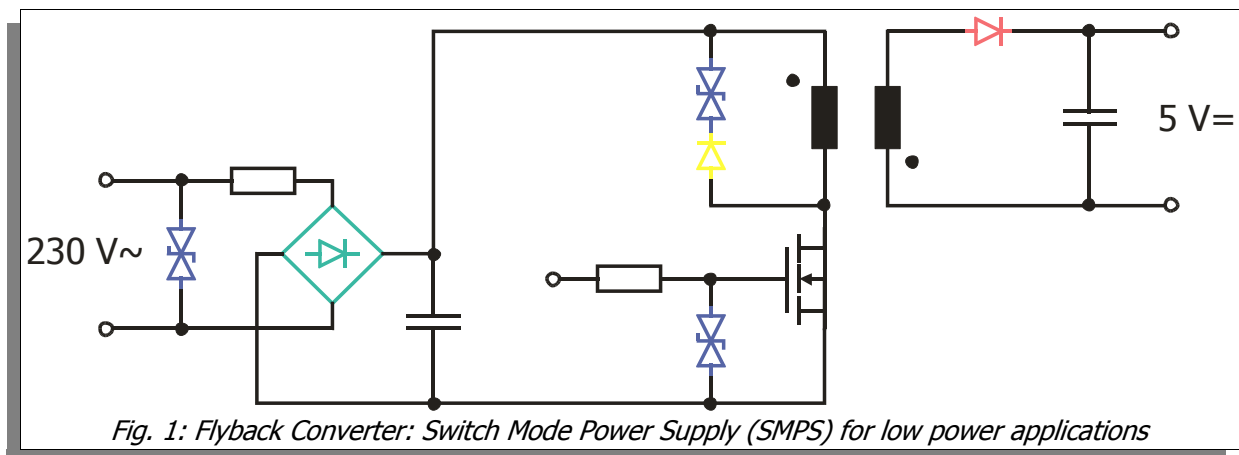 5 V=
230 V~
Fig. 1: Flyback Converter: Switch Mode Power Supply (SMPS) for low power applications